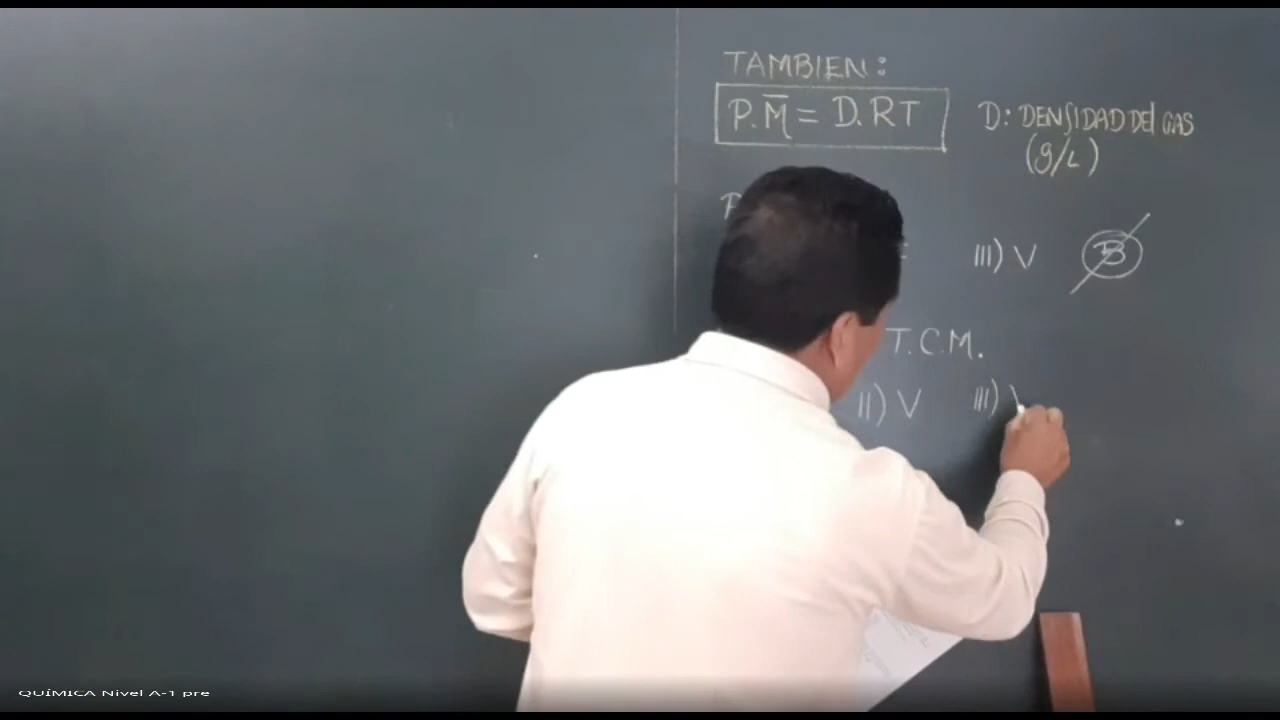 TAMBIEN:
P.M̅ = D.RT
D: DENSIDAD DEL GAS
(g/L)
III) V
B
T.C.M.
II) V
III)
QUÍMICA Nivel A-1 pre